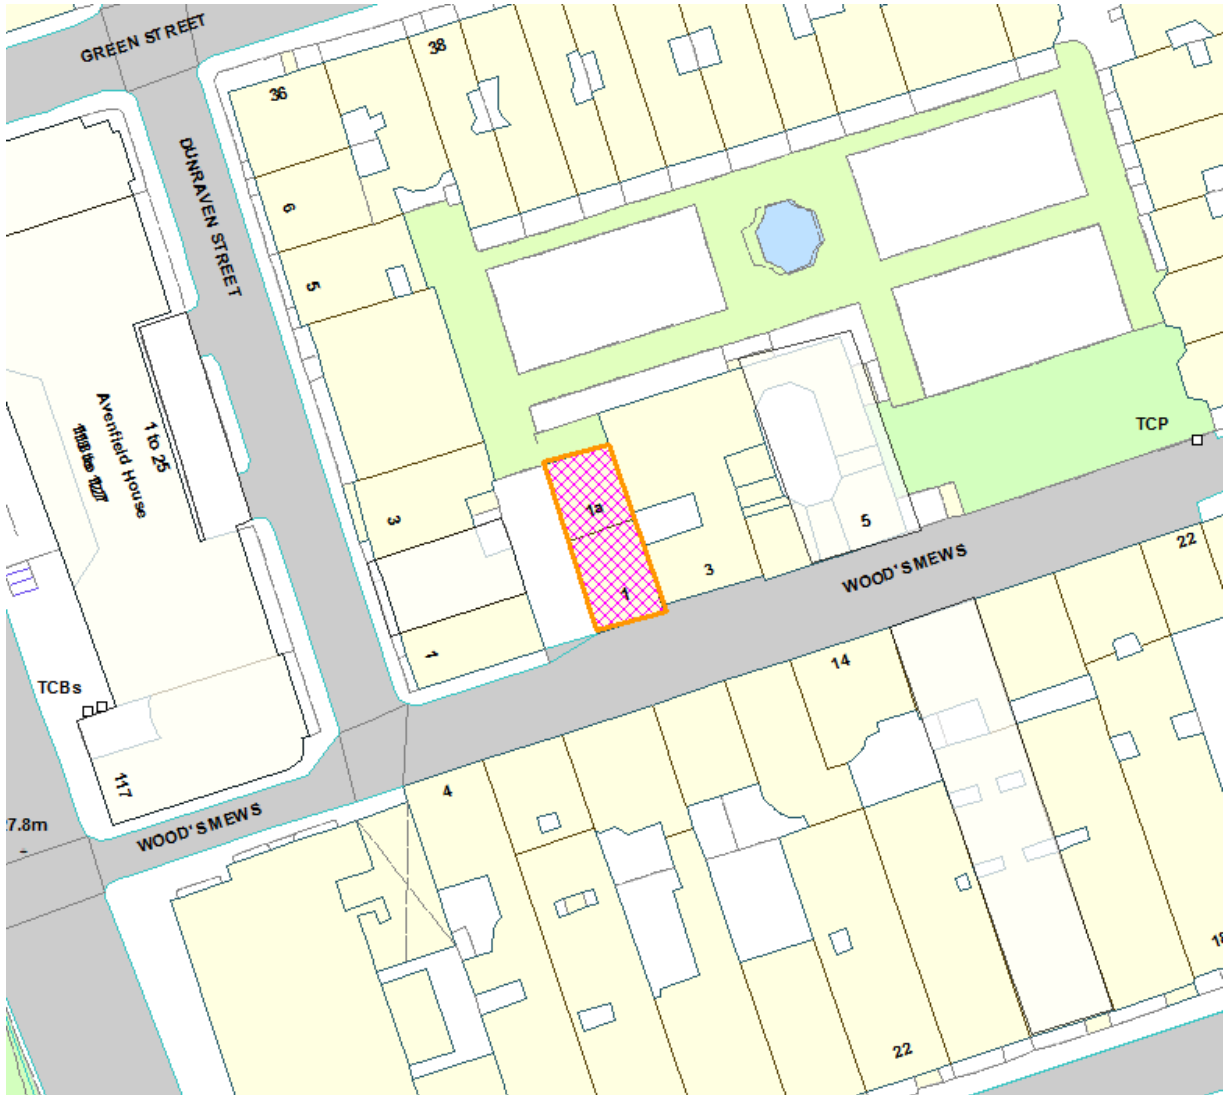 GREEN STREET
38
36
DUNRAVEN STREET
6
5
TCP
1 to 25
Avenfield House
3
1a
5
22
WOOD'S MEWS
3
1
1
14
TCBs
117
4
7.8m
WOOD'S MEWS
22